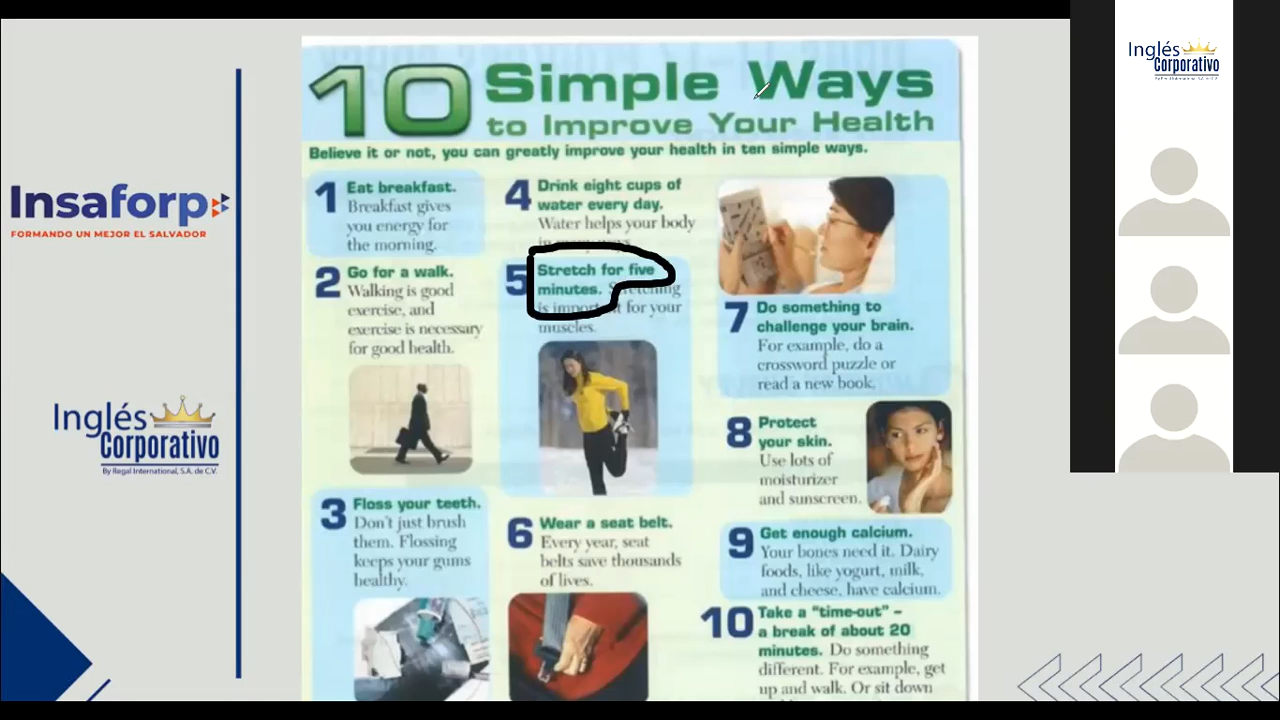 Insaforp
FORMANDO UN MEJOR EL SALVADOR
Inglés
Corporativo
By Regal International, S.A. de C.V.
10 Simple Ways
to Improve Your Health
Believe it or not, you can greatly improve your health in ten simple ways.
1 Eat breakfast.
Breakfast gives
you energy for
the morning.
2 Go for a walk.
Walking is good
exercise, and
exercise is necessary
for good health.
3 Floss your teeth.
Don't just brush
them. Flossing
keeps your gums
healthy.
4 Drink eight cups of
water every day.
Water helps your body
in many ways.
5 Stretch for five
minutes. Stretching
is important for your
muscles.
6 Wear a seat belt.
Every year, seat
belts save thousands
of lives.
7 Do something to
challenge your brain.
For example, do a
crossword puzzle or
read a new book.
8 Protect
your skin.
Use lots of
moisturizer
and sunscreen.
9 Get enough calcium.
Your bones need it. Dairy
foods, like yogurt, milk,
and cheese, have calcium.
10 Take a “time-out” –
a break of about 20
minutes. Do something
different. For example, get
up and walk. Or sit down
Inglés
Corporativo